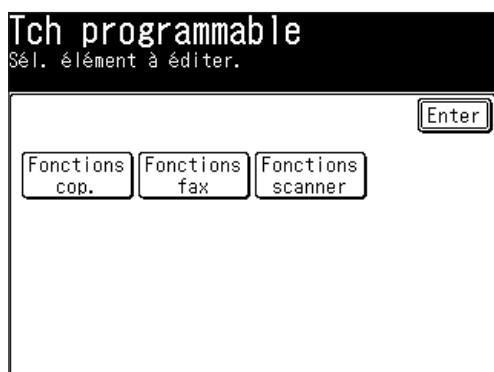 Tch programmable
Sél. élément à éditer.
Enter
Fonctions cop.
Fonctions fax
Fonctions scanner